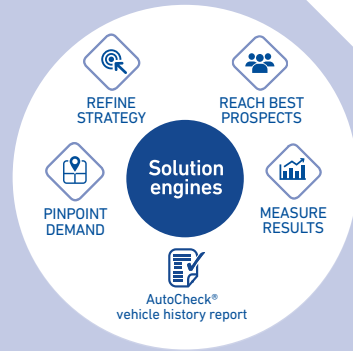 REFINE
STRATEGY
REACH BEST
PROSPECTS
Solution
engines
PINPOINT
DEMAND
MEASURE
RESULTS
AutoCheck®
vehicle history report